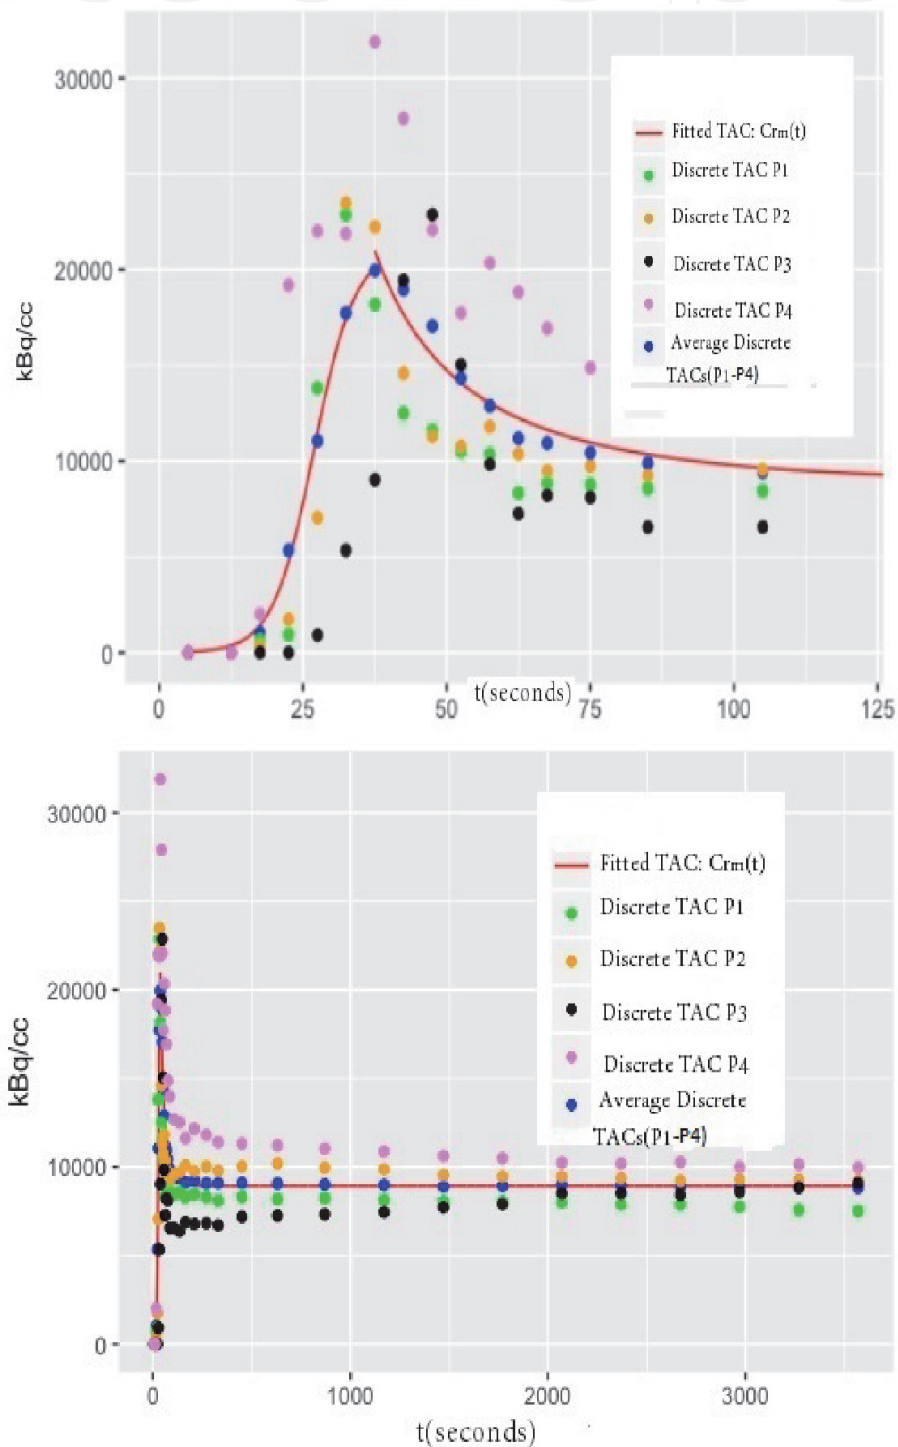 30000
20000
10000
0
kBq/cc
Fitted TAC: Crm(t)
Discrete TAC P1
Discrete TAC P2
Discrete TAC P3
Discrete TAC P4
Average Discrete
TACs(P1-P4)
0 25 50 75 100 125
t(seconds)
30000
20000
10000
0
kBq/cc
Fitted TAC: Crm(t)
Discrete TAC P1
Discrete TAC P2
Discrete TAC P3
Discrete TAC P4
Average Discrete
TACs(P1-P4)
0 1000 2000 3000
t(seconds)